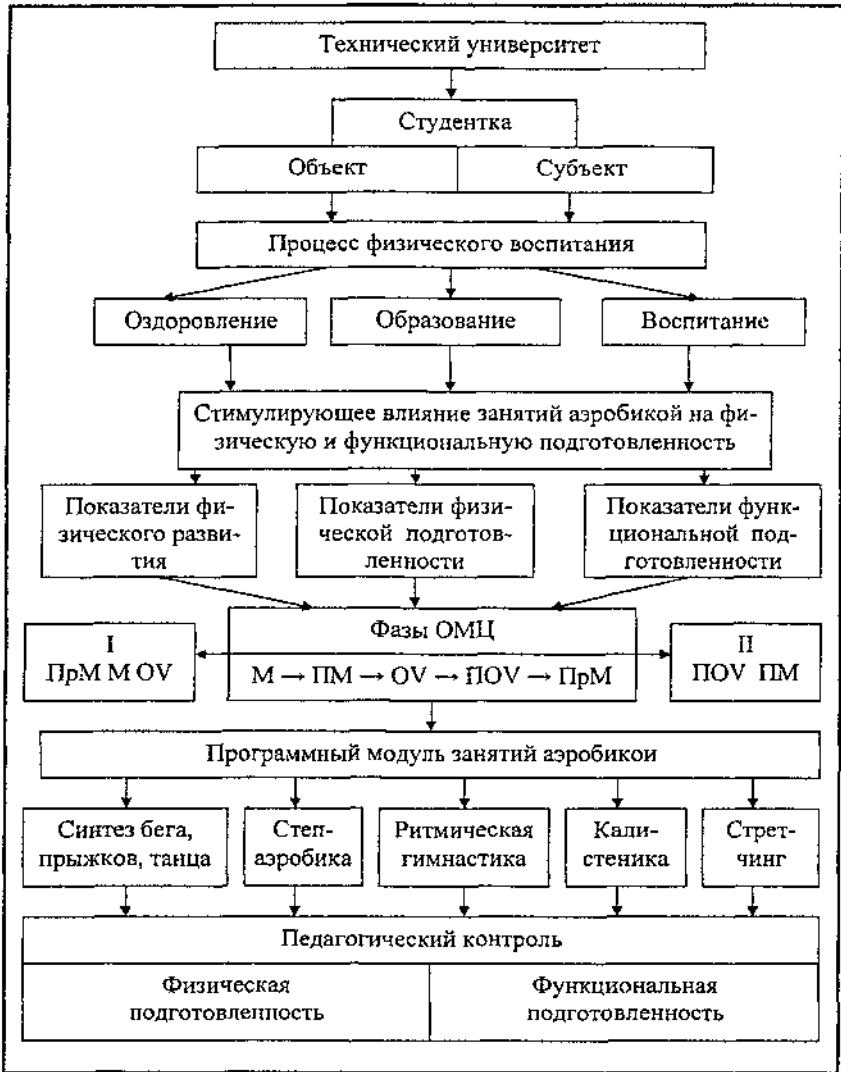 Технический университет
Студентка
Объект
Субъект
Процесс физического воспитания
Оздоровление
Образование
Воспитание
Стимулирующее влияние занятий аэробикой на фи-
зическую и функциональную подготовленность
Показатели фи-
зического разви-
тия
Показатели физи-
ческой подготов-
ленности
Показатели функ-
циональной под-
готовленности
Фазы ОМЦ
I
ПрМ М OV
М → ПМ → OV → ПOV → ПрМ
II
ПOV ПМ
Программный модуль занятий аэробикои
Синтез бега,
прыжков, танца
Степ-
аэробика
Ритмическая
гимнастика
Кали-
стеника
Стрет-
чинг
Педагогический контроль
Физическая
подготовленность
Функциональная
подготовленность